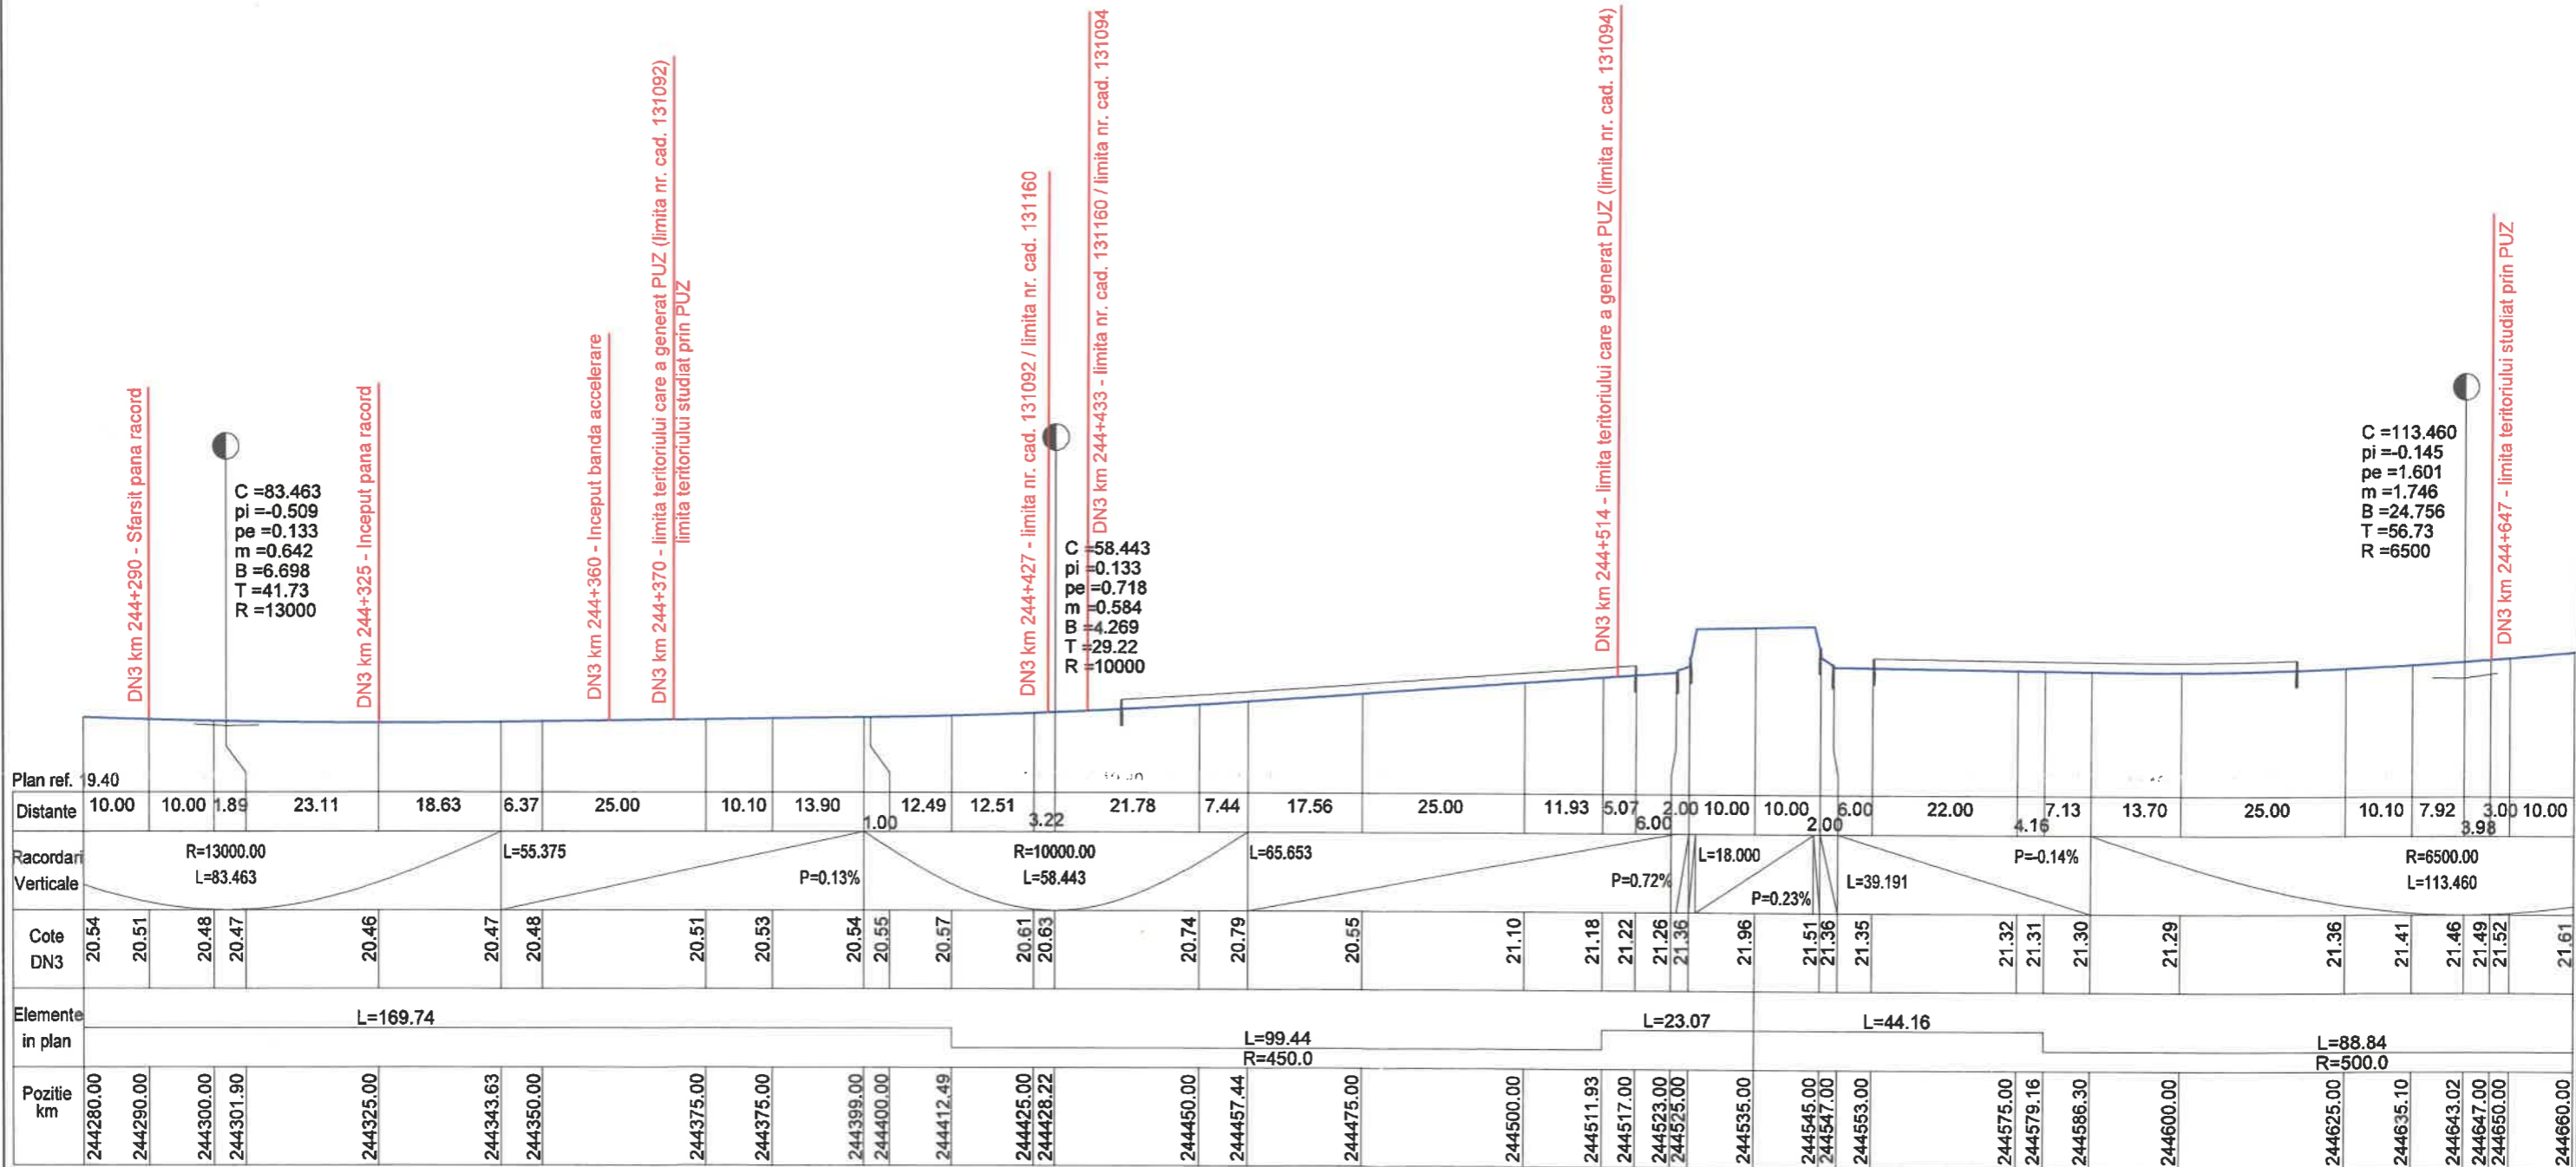 DN3 km 244+290 - Sfarsit pana racord
C =83.463
pi =-0.509
pe =0.133
m =0.642
B =6.698
T =41.73
R =13000
DN3 km 244+325 - Inceput pana racord
DN3 km 244+360 - Inceput banda accelerare
DN3 km 244+370 - limita teritoriului care a generat PUZ (limita nr. cad. 131092)
limita teritoriului studiat prin PUZ
DN3 km 244+427 - limita nr. cad. 131092 / limita nr. cad. 131160
C =58.443
pi =0.133
pe =0.718
m =0.584
B =4.269
T =29.22
R =10000
DN3 km 244+433 - limita nr. cad. 131160 / limita nr. cad. 131094
DN3 km 244+514 - limita teritoriului care a generat PUZ (limita nr. cad. 131094)
C =113.460
pi =-0.145
pe =1.601
m =1.746
B =24.756
T =56.73
R =6500
DN3 km 244+647 - limita teritoriului studiat prin PUZ
Plan ref. 19.40
Distante 10.00 10.00 1.89 23.11 18.63 6.37 25.00 10.10 13.90 1.00 12.49 12.51 3.22 21.78 7.44 17.56 25.00 11.93 5.07 6.00 2.00 10.00 10.00 2.00 6.00 22.00 4.16 7.13 13.70 25.00 10.10 7.92 3.98 3.00 10.00
Racordari
Verticale
R=13000.00
L=83.463
L=55.375
P=0.13%
R=10000.00
L=58.443
L=65.653
P=0.72%
L=18.000
P=0.23%
L=39.191
P=-0.14%
R=6500.00
L=113.460
Cote
DN3
20.54 20.51 20.48 20.47 20.46 20.47 20.48 20.51 20.53 20.54 20.55 20.57 20.61 20.63 20.74 20.79 20.55 21.10 21.18 21.22 21.26 21.36 21.96 21.51 21.36 21.35 21.32 21.31 21.30 21.29 21.36 21.41 21.46 21.49 21.52 21.61
Elemente
in plan
L=169.74
L=99.44
R=450.0
L=23.07
L=44.16
L=88.84
R=500.0
Pozitie
km
244280.00 244290.00 244300.00 244301.90 244325.00 244343.63 244350.00 244375.00 244375.00 244399.00 244400.00 244412.49 244425.00 244428.22 244450.00 244457.44 244475.00 244500.00 244511.93 244517.00 244523.00 244525.00 244535.00 244545.00 244547.00 244553.00 244575.00 244579.16 244586.30 244600.00 244625.00 244635.10 244643.02 244647.00 244650.00 244660.00